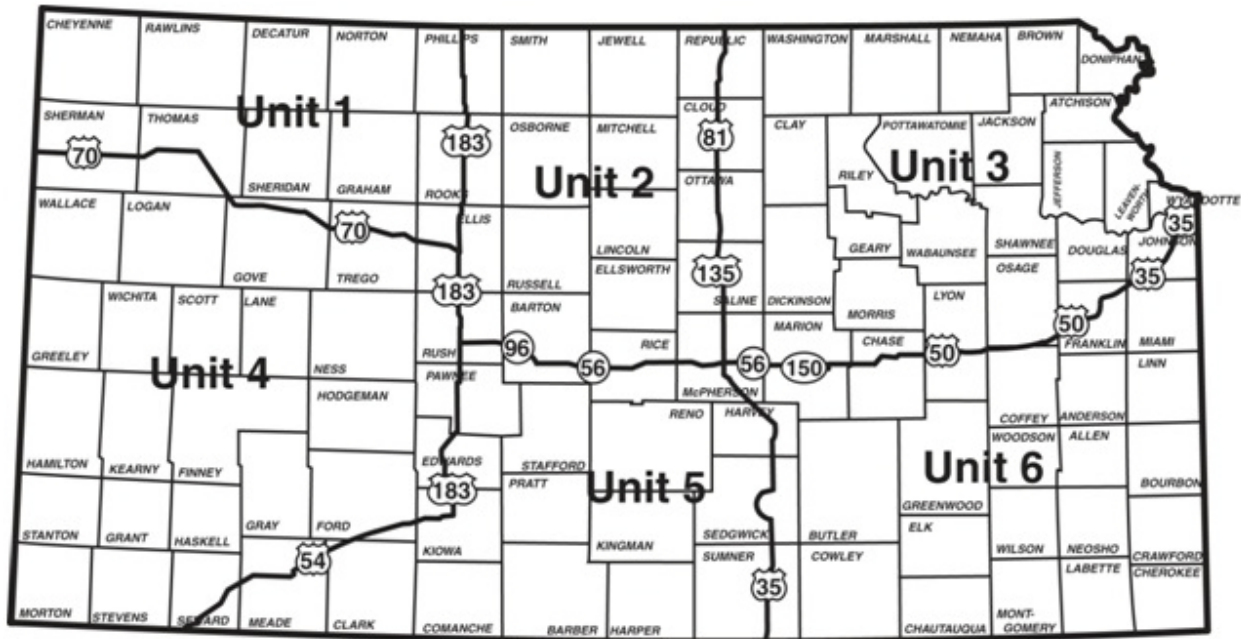 CHEYENNE
RAWLINS
DECATUR
NORTON
PHILLIPS
SMITH
JEWELL
REPUBLIC
WASHINGTON
MARSHALL
NEMAHA
BROWN
DONIPHAN
SHERMAN
THOMAS
Unit 1
SHERIDAN
GRAHAM
ROOKS
183
OSBORNE
MITCHELL
CLOUD
81
CLAY
POTTAWATOMIE
JACKSON
ATCHISON
70
Unit 2
OTTAWA
RILEY
Unit 3
JEFFERSON
LEAVEN-
WORTH
WYANDOTTE
35
WALLACE
LOGAN
GOVE
TREGO
70
ELLIS
183
RUSSELL
LINCOLN
ELLSWORTH
135
SALINE
DICKINSON
GEARY
WABAUNSEE
SHAWNEE
DOUGLAS
JOHNSON
35
OSAGE
WICHITA
SCOTT
LANE
BARTON
MORRIS
LYON
GREELEY
Unit 4
NESS
RUSH
96
56
RICE
56
MARION
150
CHASE
50
50
FRANKLIN
MIAMI
HODGEMAN
PAWNEE
McPHERSON
LINN
HAMILTON
KEARNY
FINNEY
EDWARDS
183
STAFFORD
RENO
HARVEY
Unit 5
COFFEY
ANDERSON
Unit 6
WOODSON
ALLEN
BOURBON
STANTON
GRANT
HASKELL
GRAY
FORD
54
KIOWA
PRATT
KINGMAN
SEDGWICK
BUTLER
GREENWOOD
ELK
WILSON
NEOSHO
CRAWFORD
MORTON
STEVENS
SEWARD
MEADE
CLARK
COMANCHE
BARBER
HARPER
SUMNER
35
COWLEY
CHAUTAUQUA
MONT-
GOMERY
LABETTE
CHEROKEE